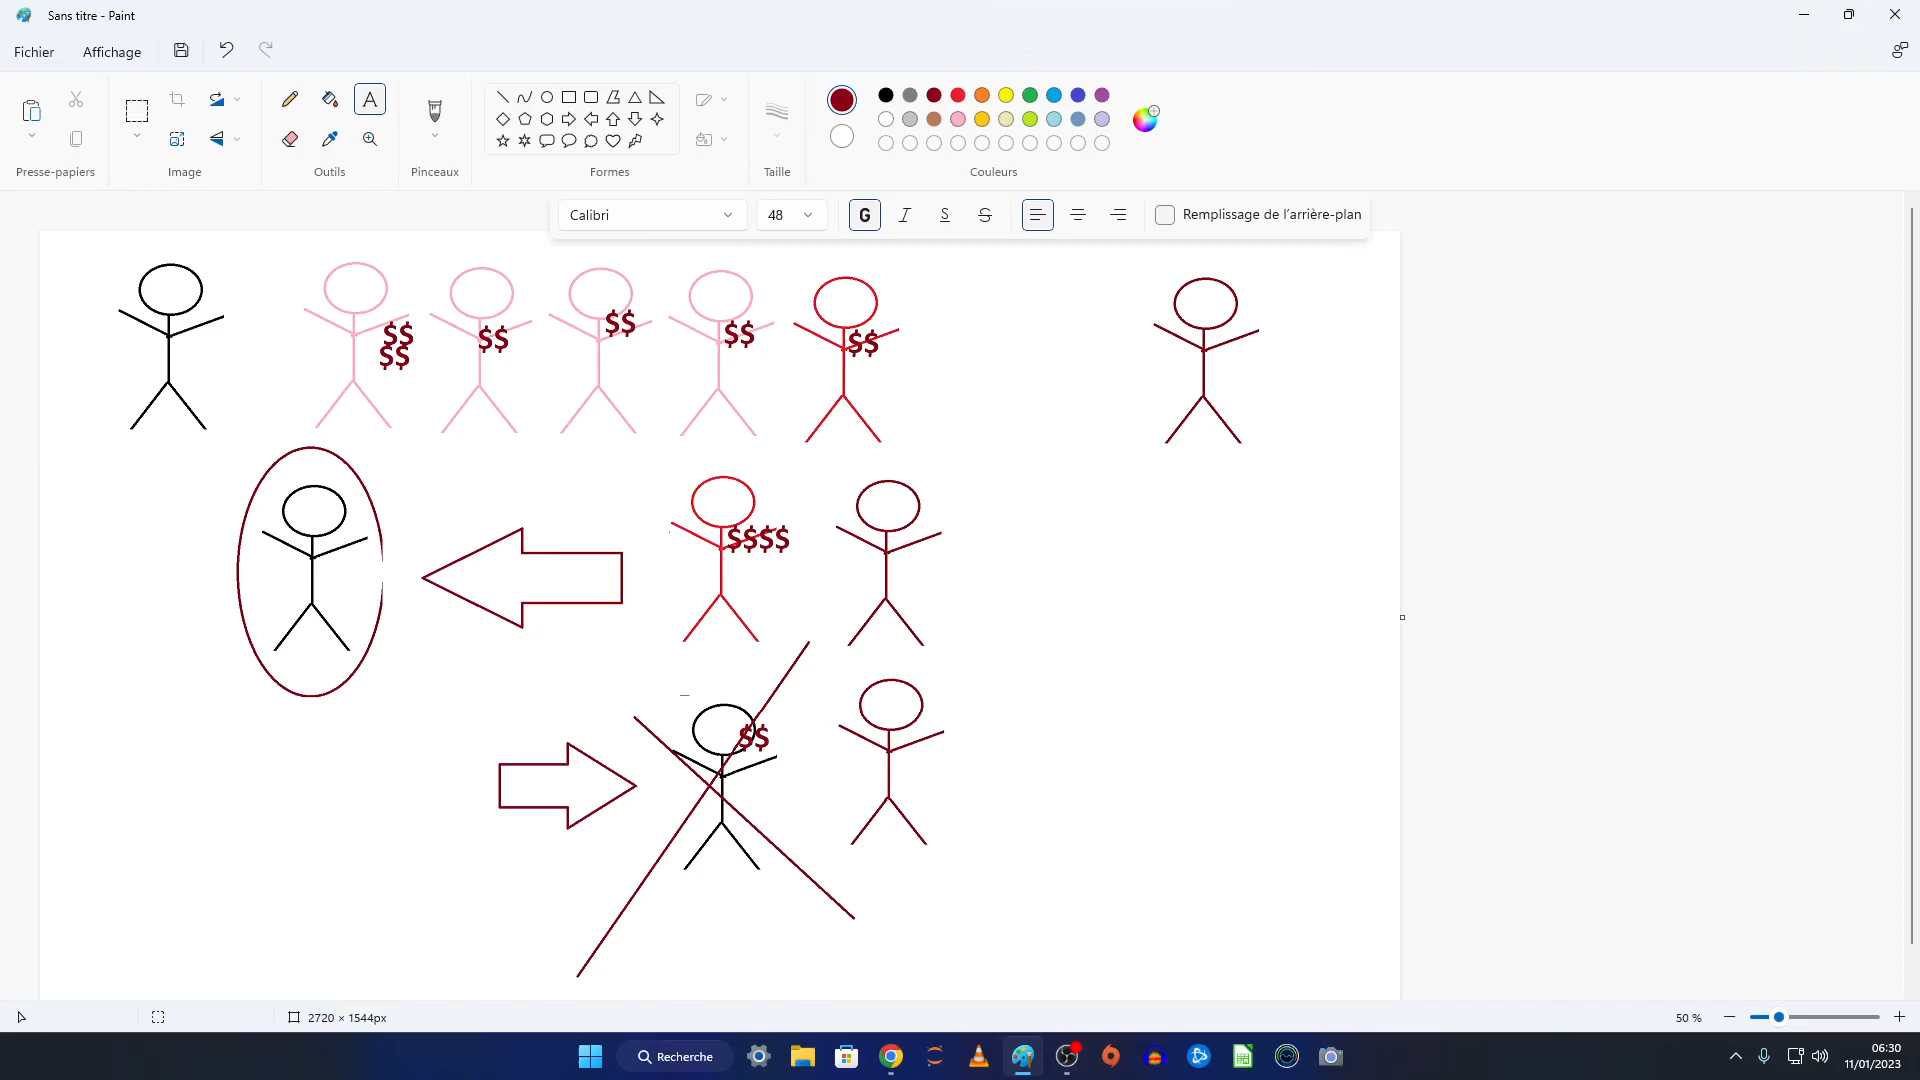 Sans titre - Paint
Fichier Affichage
Presse-papiers Image Outils Pinceaux Formes Taille Couleurs
Calibri 48 G I S S Remplissage de l'arrière-plan
$$ $$ $$ $$ $$
$$
$$$$
$$
2720 × 1544px 50 %
Recherche 06:30
11/01/2023